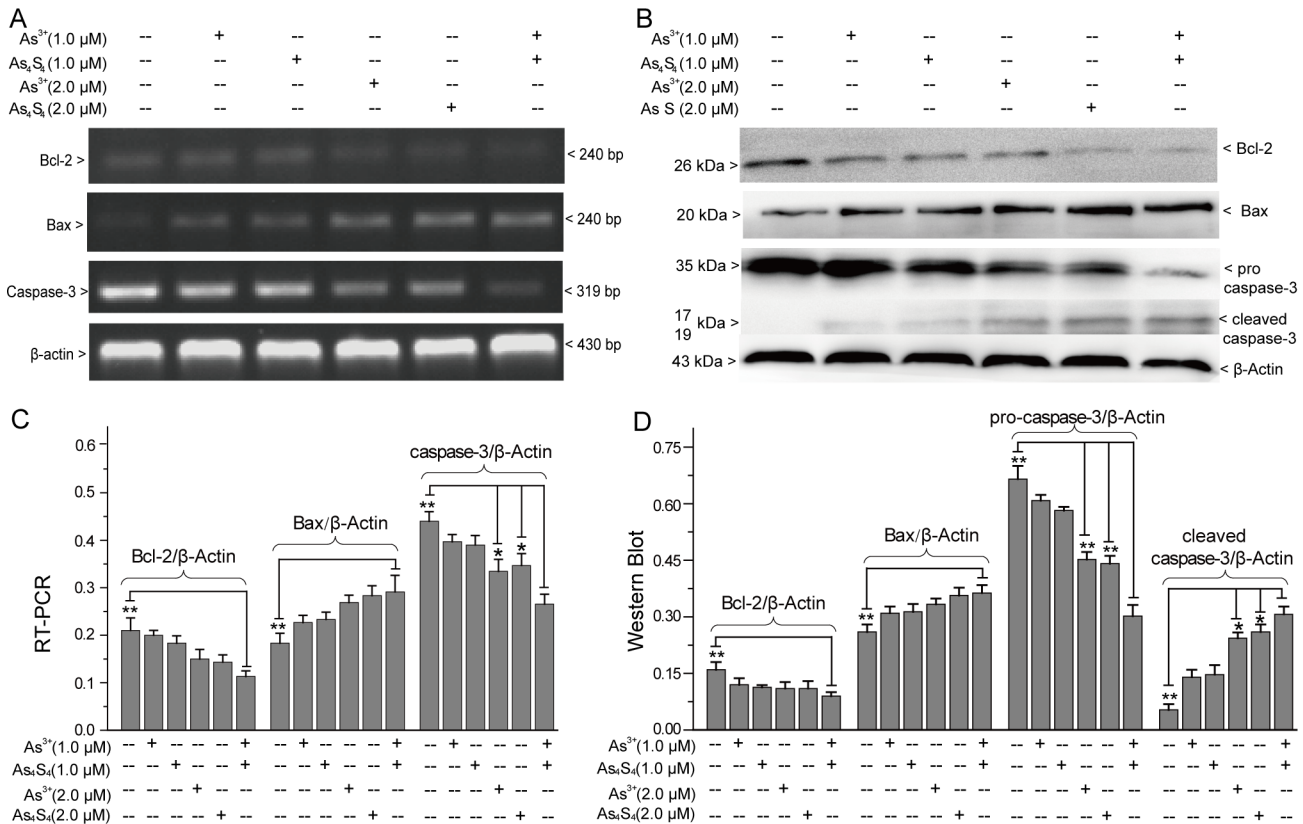 A
As³⁺(1.0 µM) -- + -- -- -- +
As₄S₄(1.0 µM) -- -- + -- -- +
As³⁺(2.0 µM) -- -- -- + -- --
As₄S₄(2.0 µM) -- -- -- -- + --
Bcl-2 > < 240 bp
Bax > < 240 bp
Caspase-3 > < 319 bp
β-actin > < 430 bp
B
As³⁺(1.0 µM) -- + -- -- -- +
As₄S₄(1.0 µM) -- -- + -- -- +
As³⁺(2.0 µM) -- -- -- + -- --
As S (2.0 µM) -- -- -- -- + --
26 kDa > < Bcl-2
20 kDa > < Bax
35 kDa > < pro
caspase-3
17
kDa > < cleaved
19
caspase-3
43 kDa > < β-Actin
C
RT-PCR
0.6
0.5
0.4
0.3
0.2
0.1
0.0
Bcl-2/β-Actin
**
Bax/β-Actin
**
caspase-3/β-Actin
** * *
As³⁺(1.0 µM) -- + -- -- -- + -- + -- -- -- + -- + -- -- -- +
As₄S₄(1.0 µM) -- -- + -- -- + -- -- + -- -- + -- -- + -- -- +
As³⁺(2.0 µM) -- -- -- + -- -- -- -- -- + -- -- -- -- -- + -- --
As₄S₄(2.0 µM) -- -- -- -- + -- -- -- -- -- + -- -- -- -- -- + --
D
Western Blot
0.75
0.60
0.45
0.30
0.15
0.00
Bcl-2/β-Actin
**
Bax/β-Actin
**
pro-caspase-3/β-Actin
** ** **
cleaved
caspase-3/β-Actin
** * *
As³⁺(1.0 µM) -- + -- -- -- + -- + -- -- -- + -- + -- -- -- + -- + -- -- -- +
As₄S₄(1.0 µM) -- -- + -- -- + -- -- + -- -- + -- -- + -- -- + -- -- + -- -- +
As³⁺(2.0 µM) -- -- -- + -- -- -- -- -- + -- -- -- -- -- + -- -- -- -- -- + -- --
As₄S₄(2.0 µM) -- -- -- -- + -- -- -- -- -- + -- -- -- -- -- + -- -- -- -- -- + --